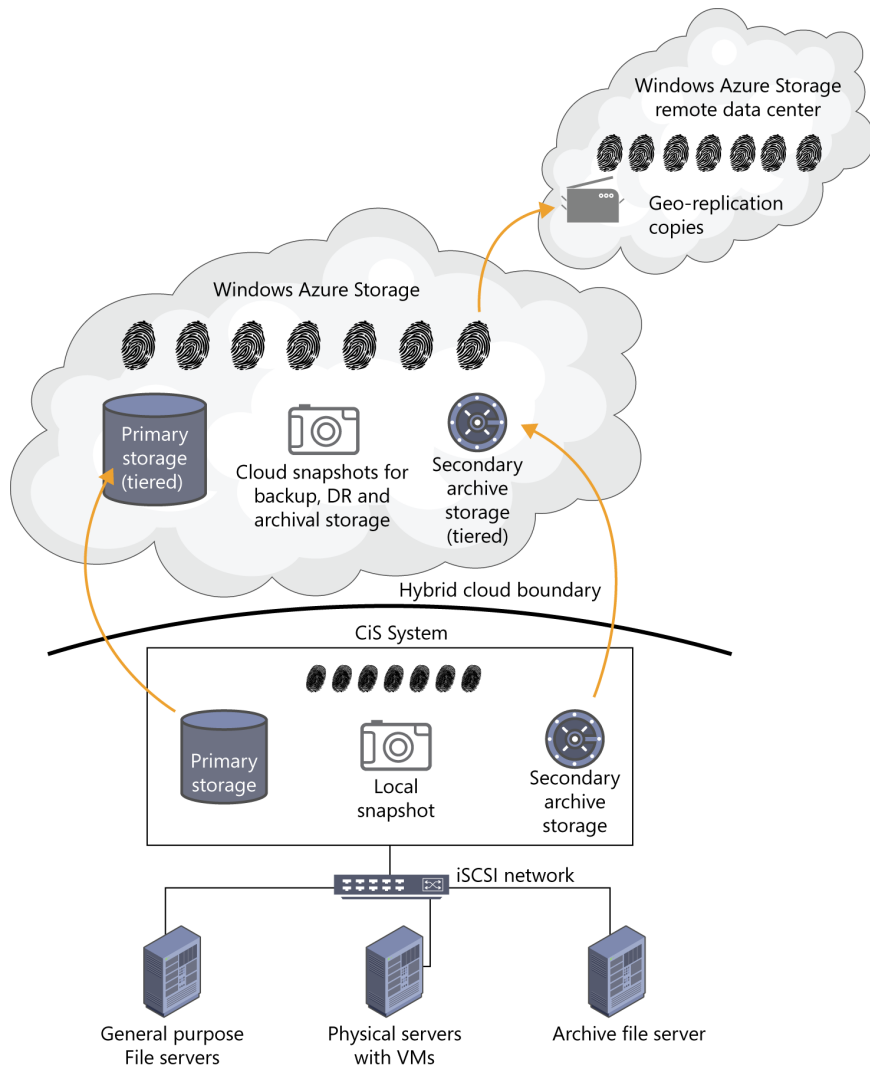 Windows Azure Storage
remote data center
Geo-replication
copies
Windows Azure Storage
Primary
storage
(tiered)
Cloud snapshots for
backup, DR and
archival storage
Secondary
archive
storage
(tiered)
Hybrid cloud boundary
CiS System
Primary
storage
Local
snapshot
Secondary
archive
storage
iSCSI network
General purpose
File servers
Physical servers
with VMs
Archive file server